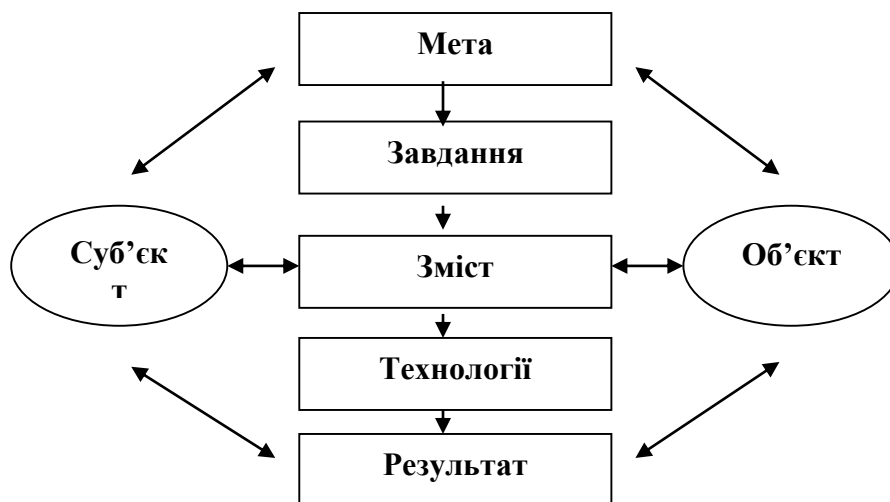 Мета
Завдання
Суб’єк
т
Зміст
Об’єкт
Технології
Результат